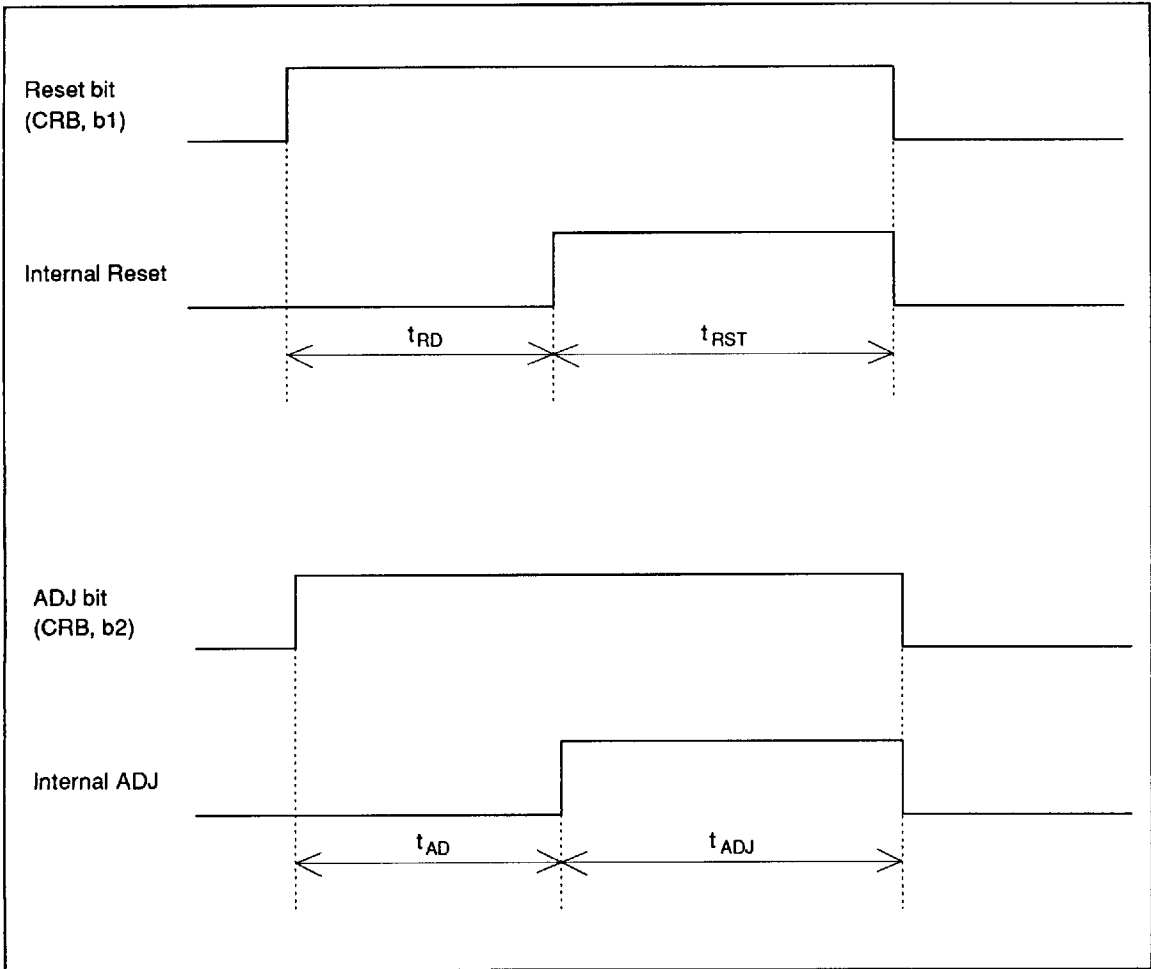 Reset bit
(CRB, b1)
Internal Reset
tRD
tRST
ADJ bit
(CRB, b2)
Internal ADJ
tAD
tADJ